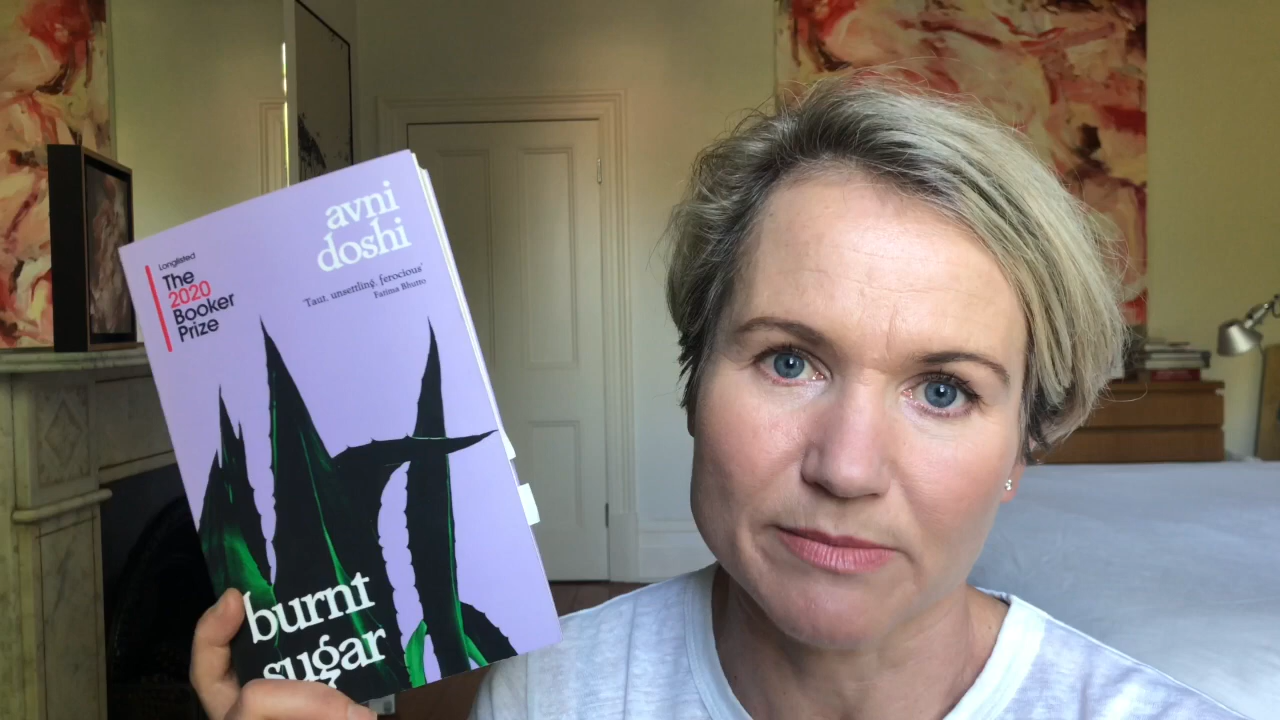 avni
doshi
Longlisted
The
2020
Booker
Prize
'Taut, unsettling, ferocious'
Fatima Bhutto
burnt
sugar